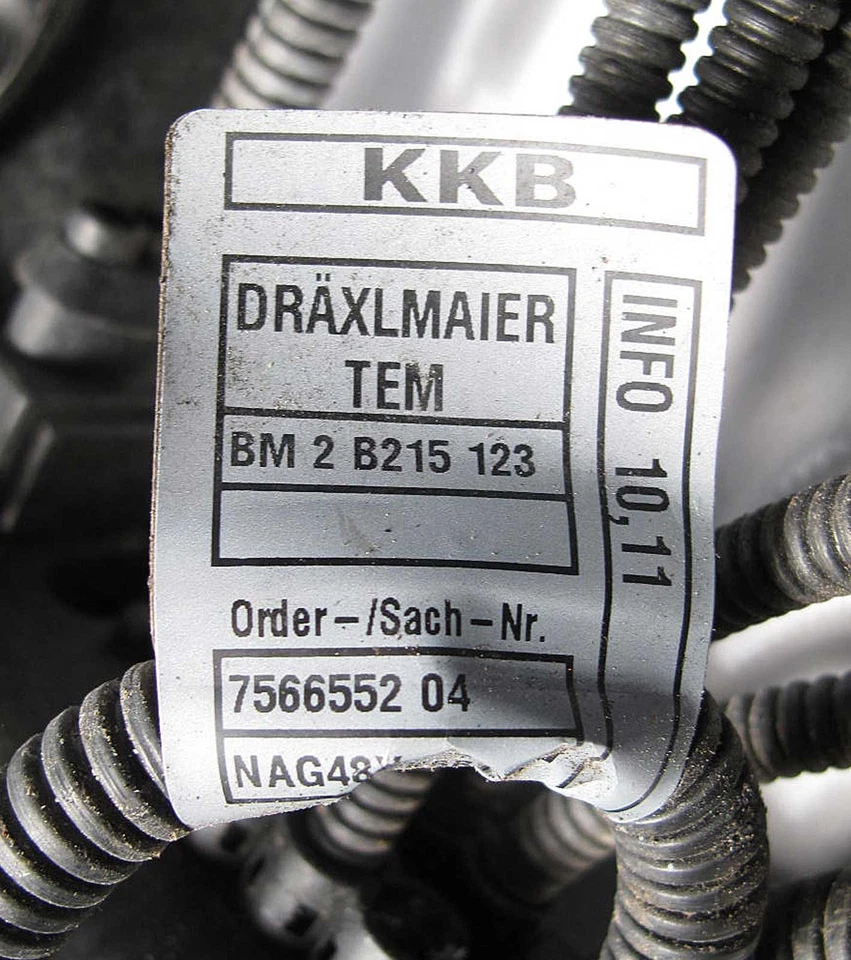 KKB
DRÄXLMAIER
TEM
BM 2 B215 123
Order-/Sach-Nr.
7566552 04
INFO 10,11